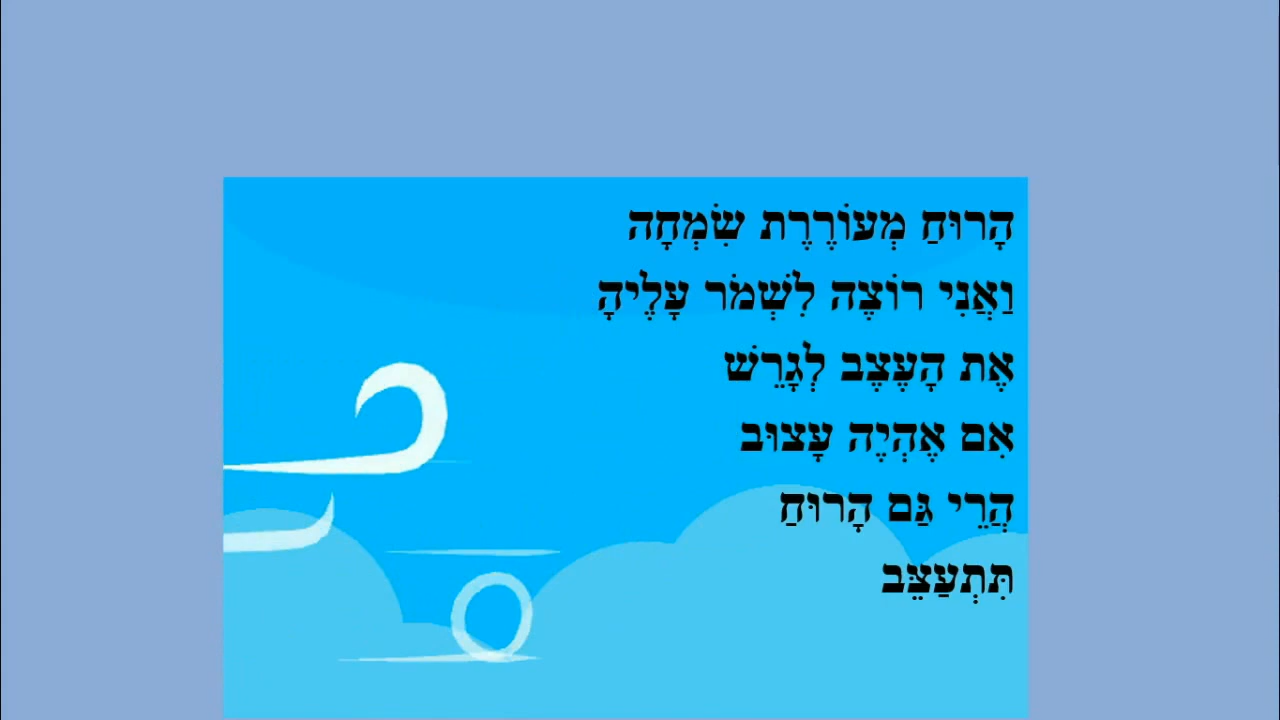 הָרוּחַ מְעוֹרֶרֶת שִׂמְחָה
וַאֲנִי רוֹצֶה לִשְׁמֹר עָלֶיהָ
אֶת הָעֶצֶב לְגָרֵשׁ
אִם אֶהְיֶה עָצוּב
הֲרֵי גַּם הָרוּחַ
תִּתְעַצֵּב